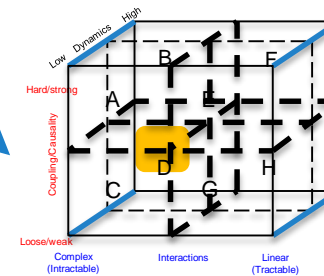 High
Dynamics
Low
B
F
Hard/strong
A
E
Coupling/Causality
D
H
C
G
Loose/weak
Complex
(Intractable)
Interactions
Linear
(Tractable)